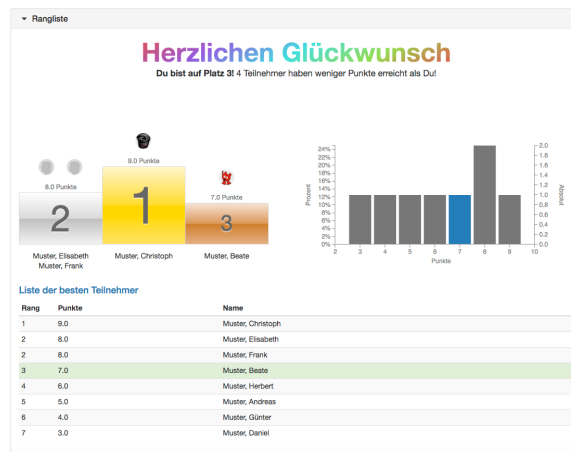 Rangliste
Herzlichen Glückwunsch
Du bist auf Platz 3! 4 Teilnehmer haben weniger Punkte erreicht als Du!
9.0 Punkte
8.0 Punkte
7.0 Punkte
2
1
3
Muster, Elisabeth
Muster, Frank
Muster, Christoph
Muster, Beate
Prozent
24%
22%
20%
18%
16%
14%
12%
10%
8%
6%
4%
2%
0%
2.0
1.8
1.6
1.4
1.2
1.0
0.8
0.6
0.4
0.2
0.0
Absolut
2 3 4 5 6 7 8 9 10
Punkte
Liste der besten Teilnehmer
Rang Punkte Name
1 9.0 Muster, Christoph
2 8.0 Muster, Elisabeth
2 8.0 Muster, Frank
3 7.0 Muster, Beate
4 6.0 Muster, Herbert
5 5.0 Muster, Andreas
6 4.0 Muster, Günter
7 3.0 Muster, Daniel